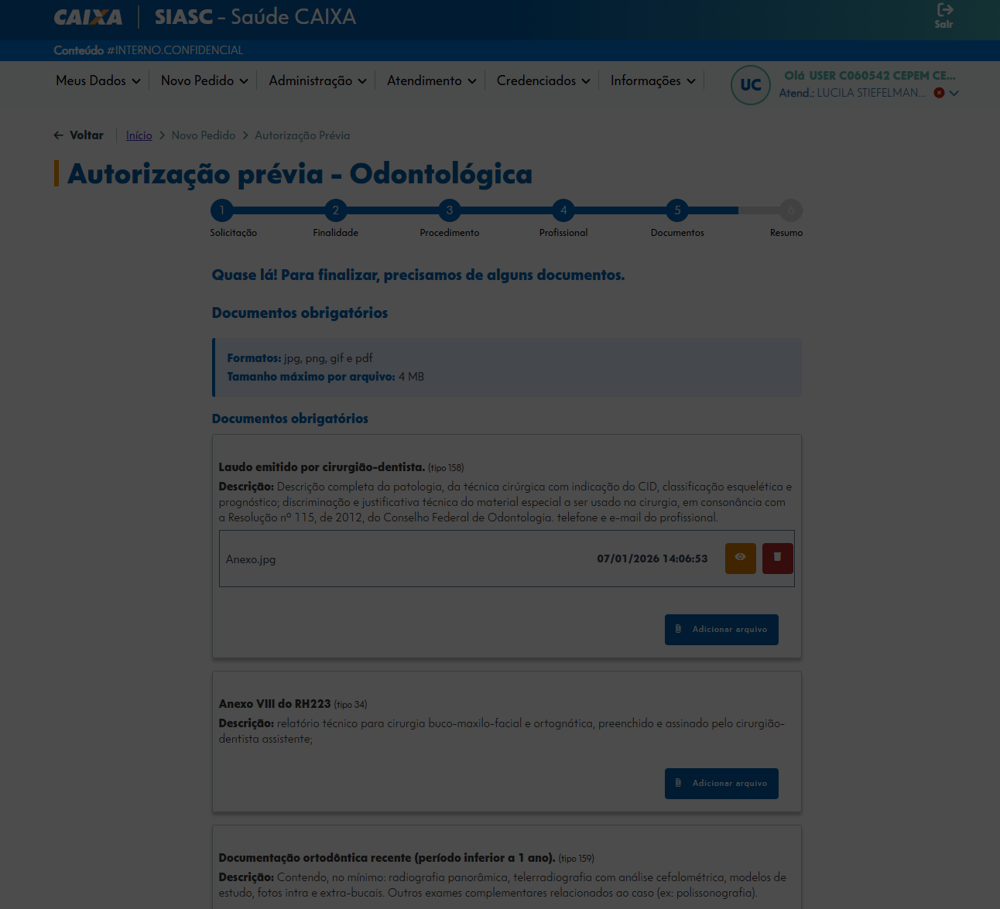 CAIXA SIASC - Saúde CAIXA
Sair
Conteúdo #INTERNO.CONFIDENCIAL
Meus Dados Novo Pedido Administração Atendimento Credenciados Informações
UC
Olá USER C060542 CEPEM CE...
Atend.: LUCILA STIEFELMAN...
Voltar Início Novo Pedido Autorização Prévia
Autorização prévia - Odontológica
1 2 3 4 5 6
Solicitação Finalidade Procedimento Profissional Documentos Resumo
Quase lá! Para finalizar, precisamos de alguns documentos.
Documentos obrigatórios
Formatos: jpg, png, gif e pdf
Tamanho máximo por arquivo: 4 MB
Documentos obrigatórios
Laudo emitido por cirurgião-dentista. (tipo 158)
Descrição: Descrição completa da patologia, da técnica cirúrgica com indicação do CID, classificação esquelética e
prognóstico; discriminação e justificativa técnica do material especial a ser usado na cirurgia, em consonância com
a Resolução nº 115, de 2012, do Conselho Federal de Odontologia. telefone e e-mail do profissional.
Anexo.jpg 07/01/2026 14:06:53
Adicionar arquivo
Anexo VIII do RH223 (tipo 34)
Descrição: relatório técnico para cirurgia buco-maxilo-facial e ortognática, preenchido e assinado pelo cirurgião-
dentista assistente;
Adicionar arquivo
Documentação ortodôntica recente (período inferior a 1 ano). (tipo 159)
Descrição: Contendo, no mínimo: radiografia panorâmica, telerradiografia com análise cefalométrica, modelos de
estudo, fotos intra e extra-bucais. Outros exames complementares relacionados ao caso (ex: polissonografia).